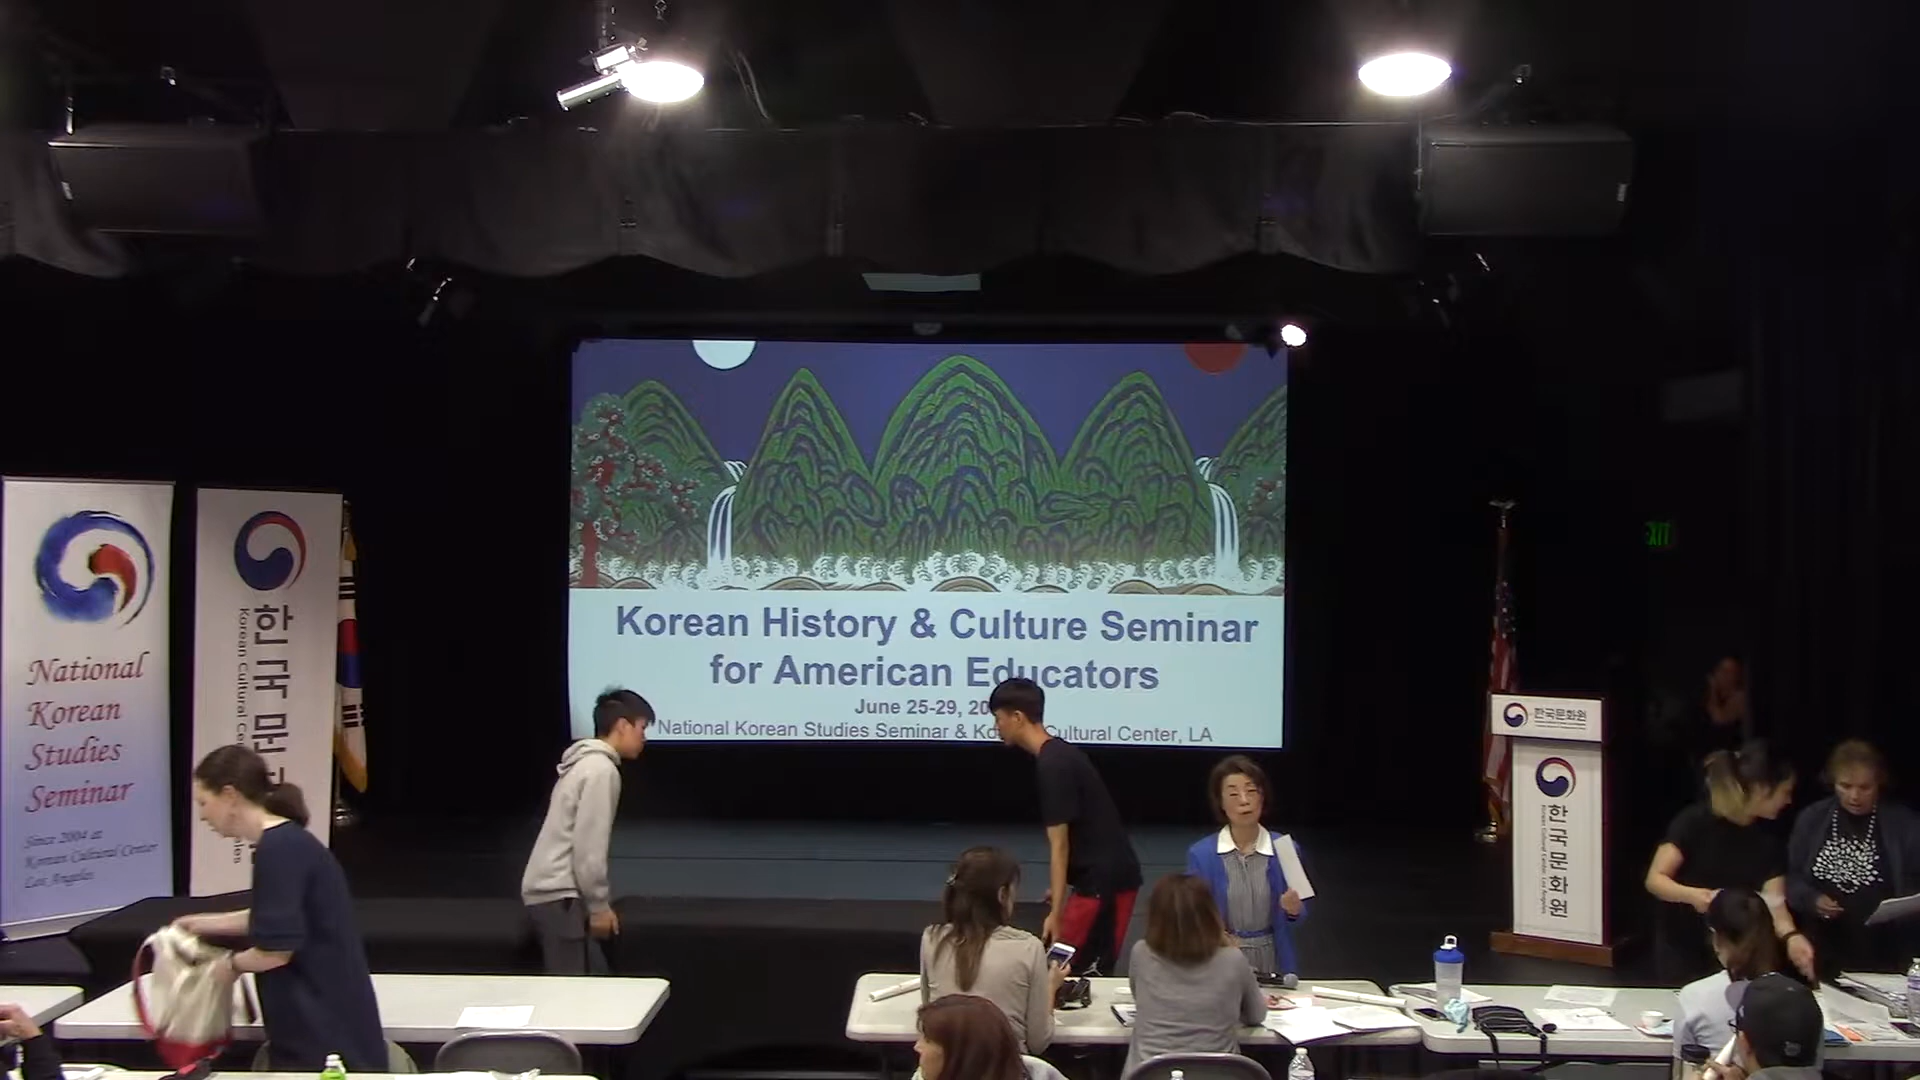 Korean History & Culture Seminar
for American Educators
June 25-29, 20
National Korean Studies Seminar & Ko Cultural Center, LA
National
Korean
Studies
Seminar
Since 2004 at
Korean Cultural Center
Los Angeles
한국문
Korean Cultural Cen
les
EXIT
한국문화원
한국문화원